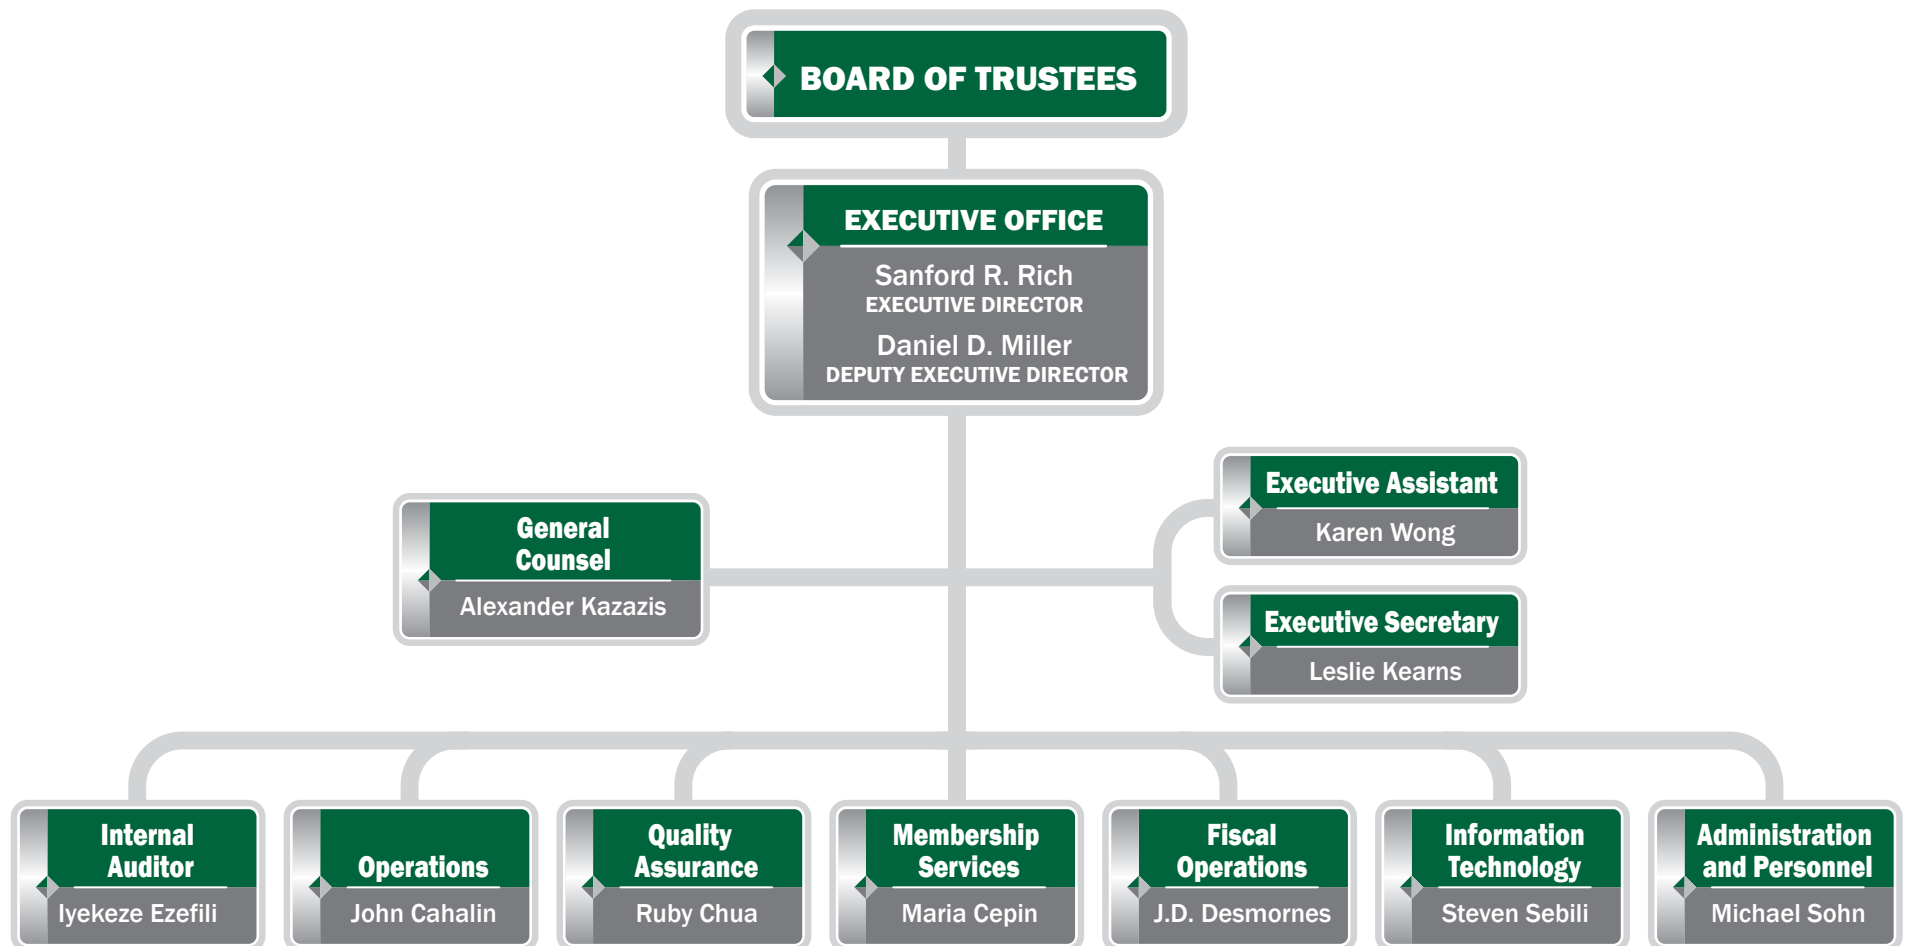 BOARD OF TRUSTEES
EXECUTIVE OFFICE
Sanford R. Rich
EXECUTIVE DIRECTOR
Daniel D. Miller
DEPUTY EXECUTIVE DIRECTOR
General
Counsel
Alexander Kazazis
Executive Assistant
Karen Wong
Executive Secretary
Leslie Kearns
Internal
Auditor
Iyekeze Ezefili
Operations
John Cahalin
Quality
Assurance
Ruby Chua
Membership
Services
Maria Cepin
Fiscal
Operations
J.D. Desmornes
Information
Technology
Steven Sebili
Administration
and Personnel
Michael Sohn